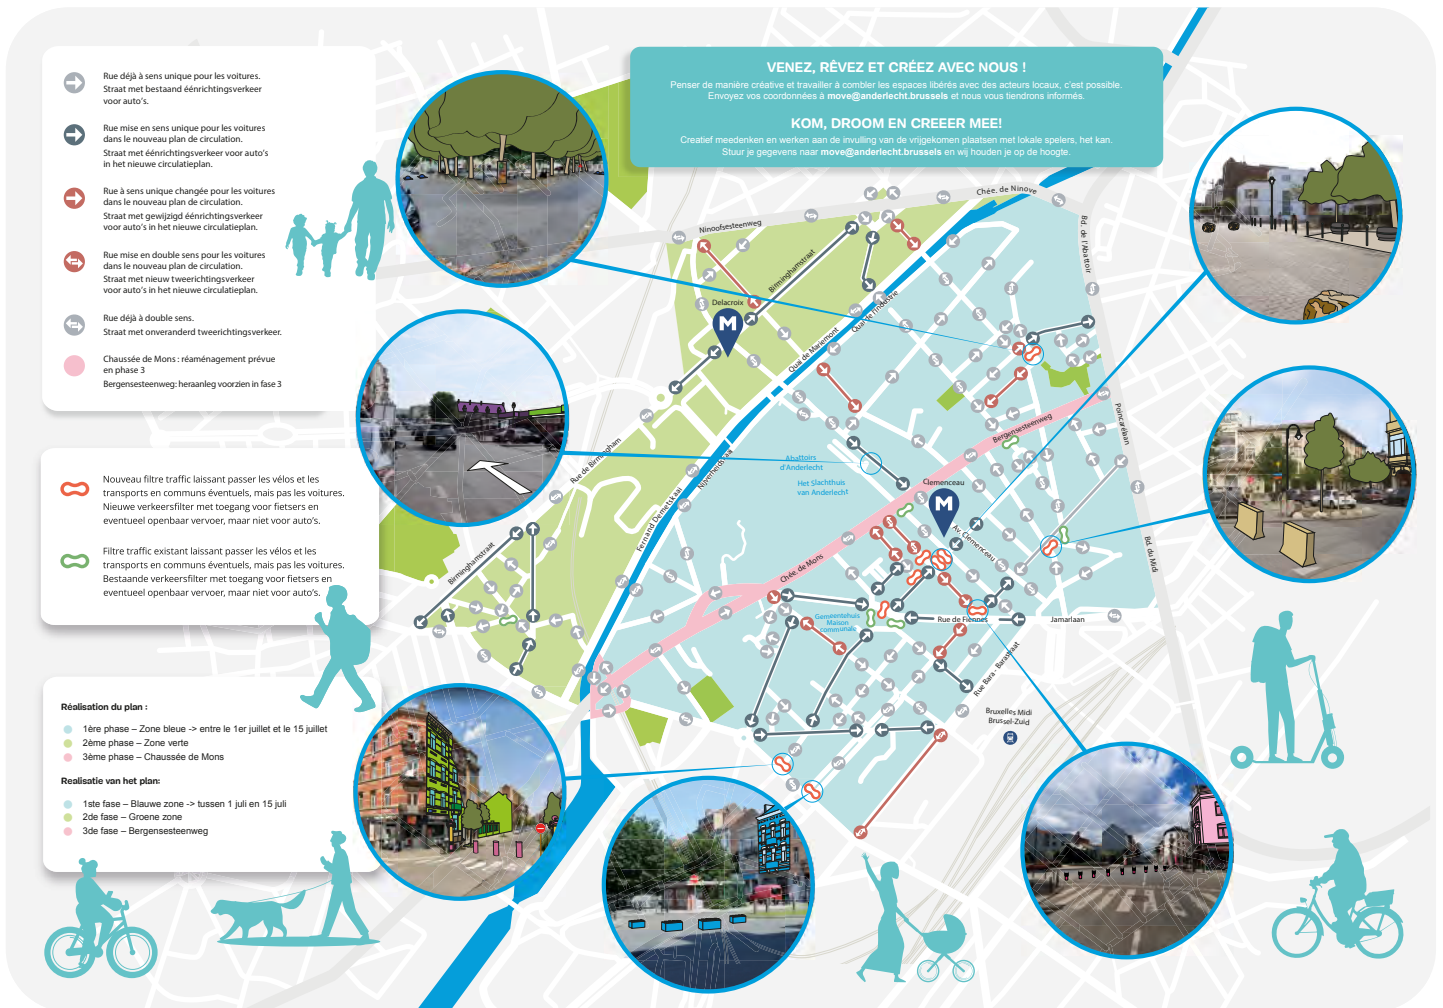 Rue déjà à sens unique pour les voitures.
Straat met bestaand éénrichtingsverkeer
voor auto's.
Rue mise en sens unique pour les voitures
dans le nouveau plan de circulation.
Straat met éénrichtingsverkeer voor auto's
in het nieuwe circulatieplan.
Rue à sens unique changée pour les voitures
dans le nouveau plan de circulation.
Straat met gewijzigd éénrichtingsverkeer
voor auto's in het nieuwe circulatieplan.
Rue mise en double sens pour les voitures
dans le nouveau plan de circulation.
Straat met nieuw tweerichtingsverkeer
voor auto's in het nieuwe circulatieplan.
Rue déjà à double sens.
Straat met onveranderd tweerichtingsverkeer.
Chaussée de Mons : réaménagement prévue
en phase 3
Bergensesteenweg: heraanleg voorzien in fase 3
Nouveau filtre traffic laissant passer les vélos et les
transports en communs éventuels, mais pas les voitures.
Nieuwe verkeersfilter met toegang voor fietsers en
eventueel openbaar vervoer, maar niet voor auto's.
Filtre traffic existant laissant passer les vélos et les
transports en communs éventuels, mais pas les voitures.
Bestaande verkeersfilter met toegang voor fietsers en
eventueel openbaar vervoer, maar niet voor auto's.
Réalisation du plan :
1ère phase – Zone bleue -> entre le 1er juillet et le 15 juillet
2ème phase – Zone verte
3ème phase – Chaussée de Mons
Realisatie van het plan:
1ste fase – Blauwe zone -> tussen 1 juli en 15 juli
2de fase – Groene zone
3de fase – Bergensesteenweg
VENEZ, RÊVEZ ET CRÉEZ AVEC NOUS !
Penser de manière créative et travailler à combler les espaces libérés avec des acteurs locaux, c'est possible.
Envoyez vos coordonnées à move@anderlecht.brussels et nous vous tiendrons informés.
KOM, DROOM EN CREEER MEE!
Creatief meedenken en werken aan de invulling van de vrijgekomen plaatsen met lokale spelers, het kan.
Stuur je gegevens naar move@anderlecht.brussels en wij houden je op de hoogte.
Chée. de Ninove
Ninoofsesteenweg
Bd. de l'Abattoir
Birminghamstraat
Delacroix
M
Quai de l'Industrie
Quai de Mariemont
Poincarélaan
Bergensesteenweg
Rue de Birmingham
Nijverheidskaai
Abattoirs
d'Anderlecht
Het Slachthuis
van Anderlecht
Clemenceau
M
Fernand Demetskaai
Av. Clemenceau
Bd. du Midi
Birminghamstraat
Chée. de Mons
Gemeentehuis
Maison
communale
Rue de Fiennes
Jamarlaan
Rue Bara - Barastraat
Bruxelles Midi
Brussel-Zuid